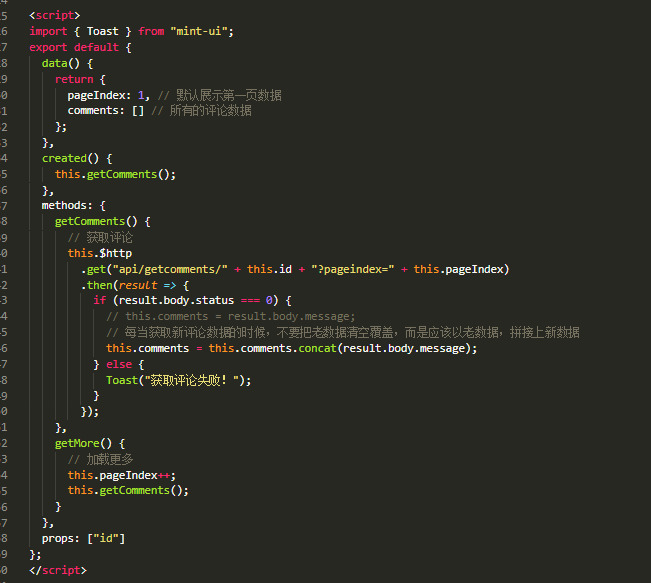 5 <script>
6 import { Toast } from "mint-ui";
7 export default {
8 data() {
9 return {
0 pageIndex: 1, // 默认展示第一页数据
1 comments: [] // 所有的评论数据
2 };
3 },
4 created() {
5 this.getComments();
6 },
7 methods: {
8 getComments() {
9 // 获取评论
0 this.$http
1 .get("api/getcomments/" + this.id + "?pageindex=" + this.pageIndex)
2 .then(result => {
3 if (result.body.status === 0) {
4 // this.comments = result.body.message;
5 // 每当获取新评论数据的时候，不要把老数据清空覆盖，而是应该以老数据，拼接上新数据
6 this.comments = this.comments.concat(result.body.message);
7 } else {
8 Toast("获取评论失败！");
9 }
0 });
1 },
2 getMore() {
3 // 加载更多
4 this.pageIndex++;
5 this.getComments();
6 }
7 },
8 props: ["id"]
9 };
0 </script>